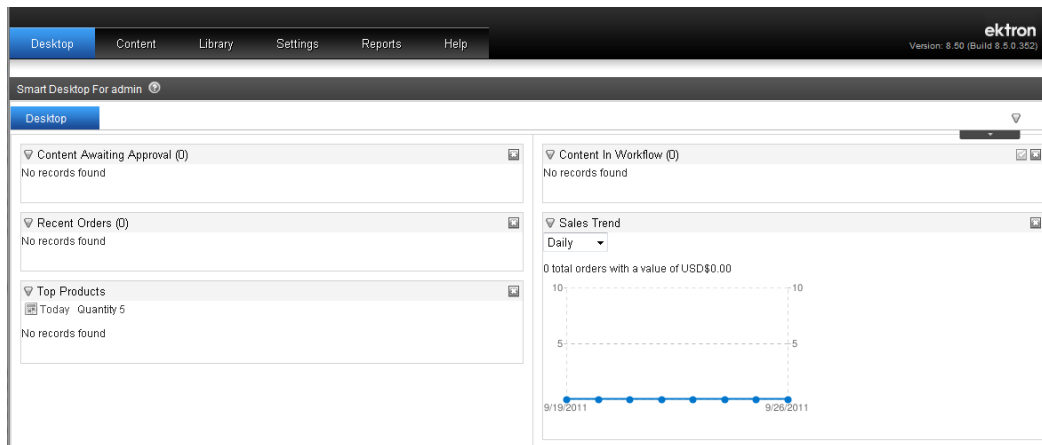 ektron
Desktop Content Library Settings Reports Help
Version: 8.50 (Build 8.5.0.352)
Smart Desktop For admin
Desktop
Content Awaiting Approval (0)
No records found
Recent Orders (0)
No records found
Top Products
Today Quantity 5
No records found
Content In Workflow (0)
No records found
Sales Trend
Daily
0 total orders with a value of USD$0.00
10 10
5 5
9/19/2011 9/26/2011